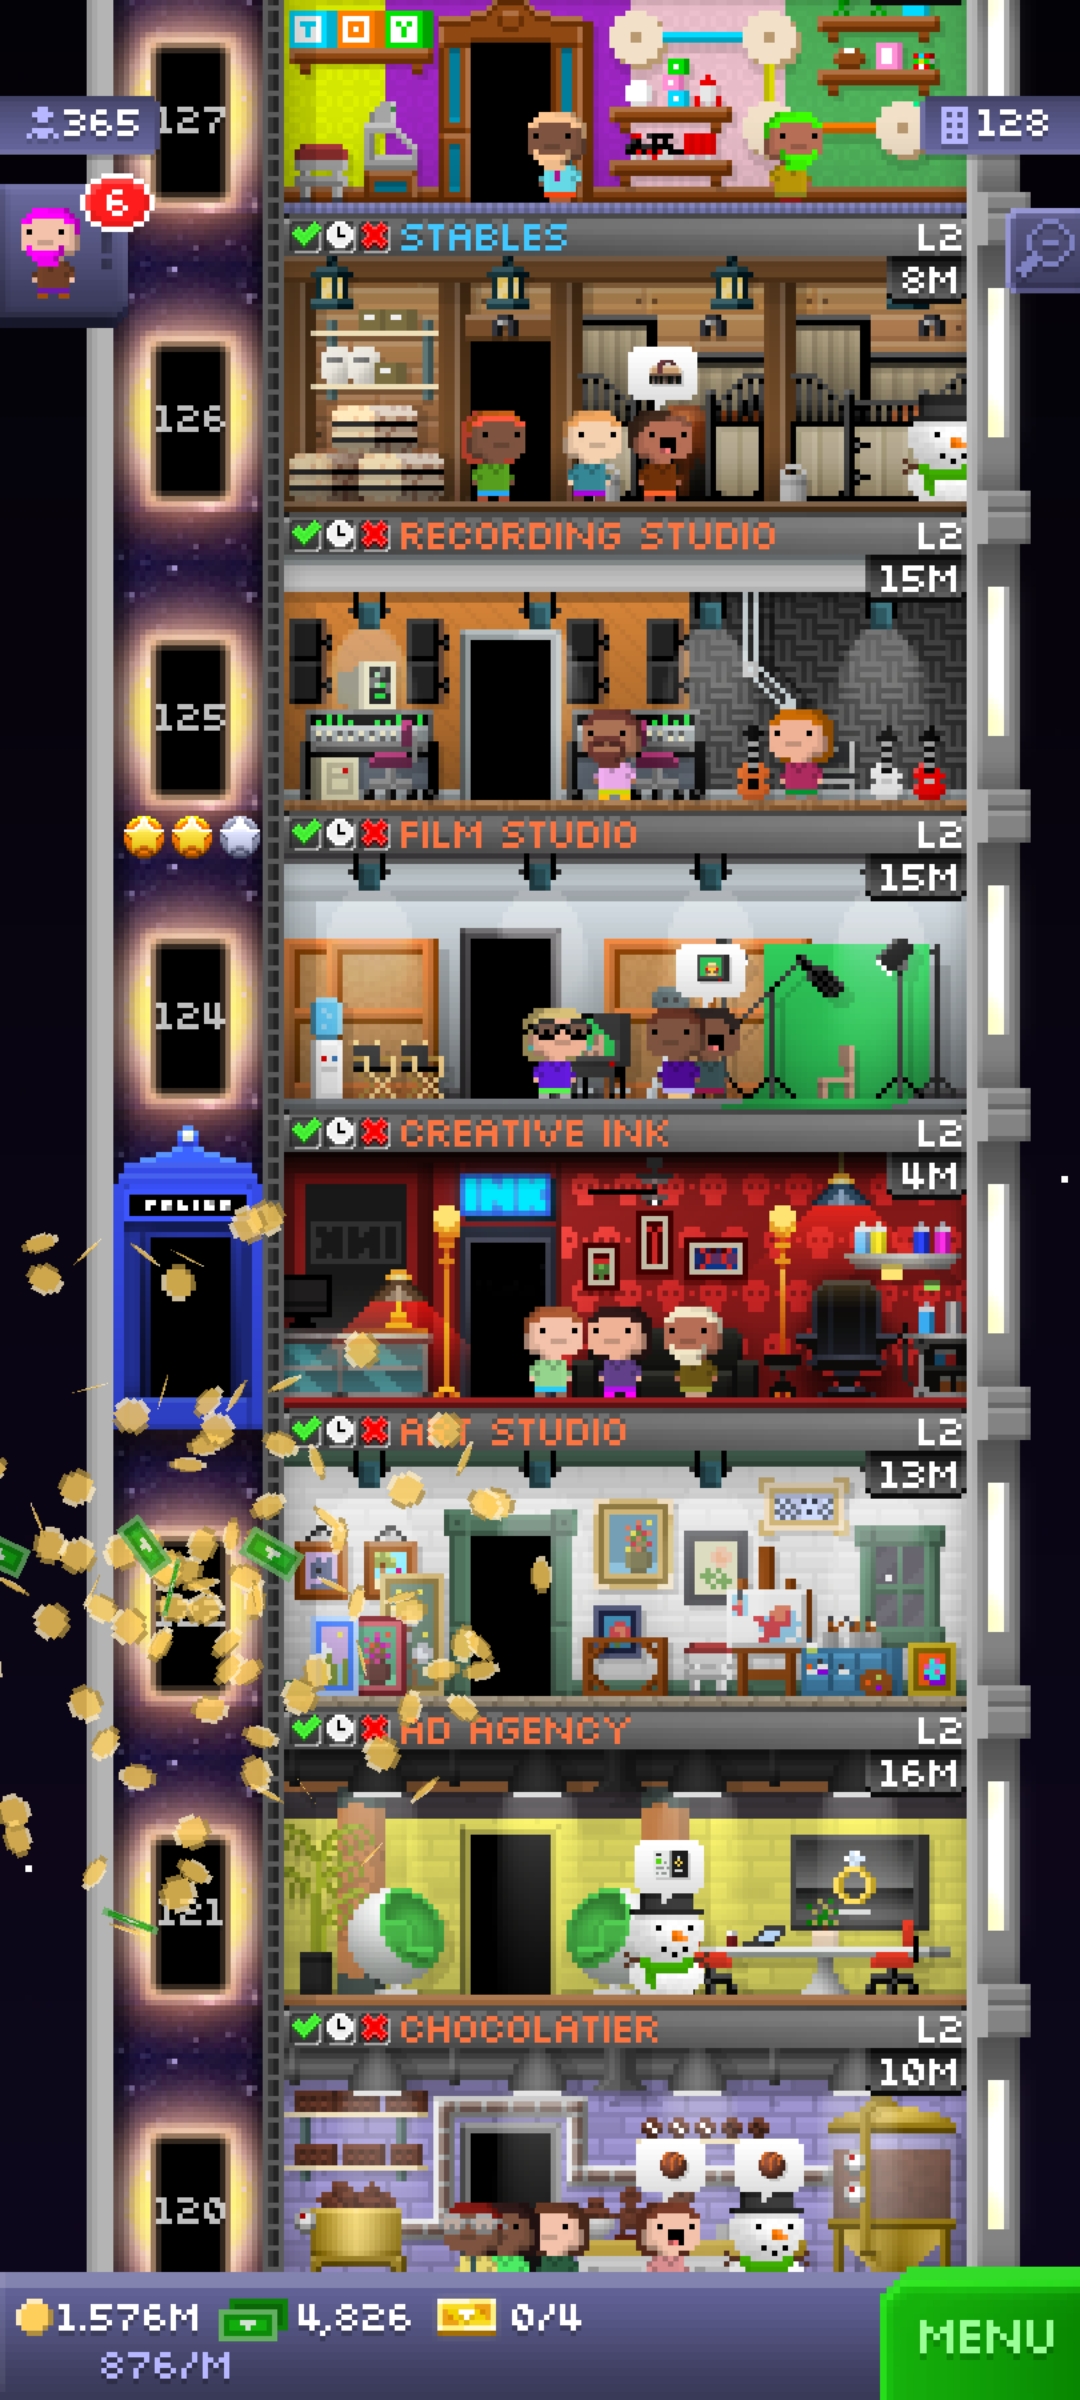 TOY
127
365
128
6
STABLES L2
8M
126
RECORDING STUDIO L2
15M
125
FILM STUDIO L2
15M
124
CREATIVE INK L2
4M
POLICE
INK
INK
ART STUDIO L2
13M
AD AGENCY L2
16M
121
CHOCOLATIER L2
10M
120
1.576M 4,826 0/4
876/M
MENU